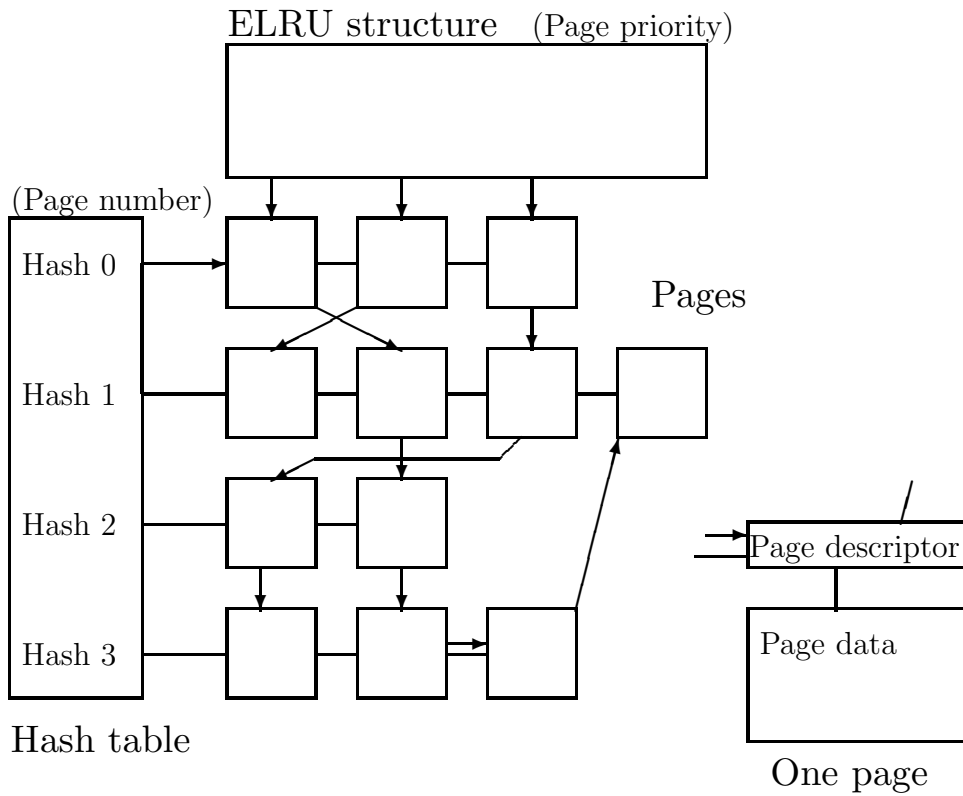 ELRU structure (Page priority)
(Page number)
Hash 0
Pages
Hash 1
Hash 2
Page descriptor
Hash 3
Page data
Hash table
One page